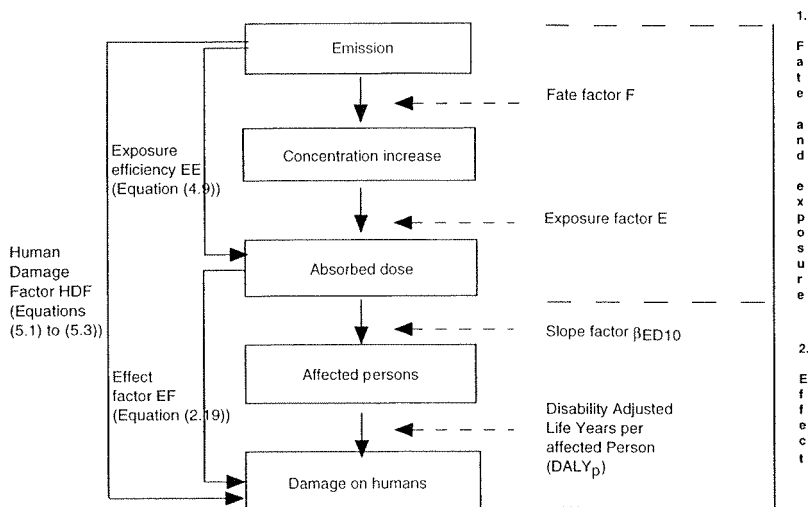 Emission
Fate factor F
Exposure
efficiency EE
(Equation (4.9))
Concentration increase
Exposure factor E
Human
Damage
Factor HDF
(Equations
(5.1) to (5.3))
Absorbed dose
Slope factor βED10
Effect
factor EF
(Equation (2.19))
Affected persons
Disability Adjusted
Life Years per
affected Person
(DALYp)
Damage on humans
1.
Fate and exposure
2.
Effect